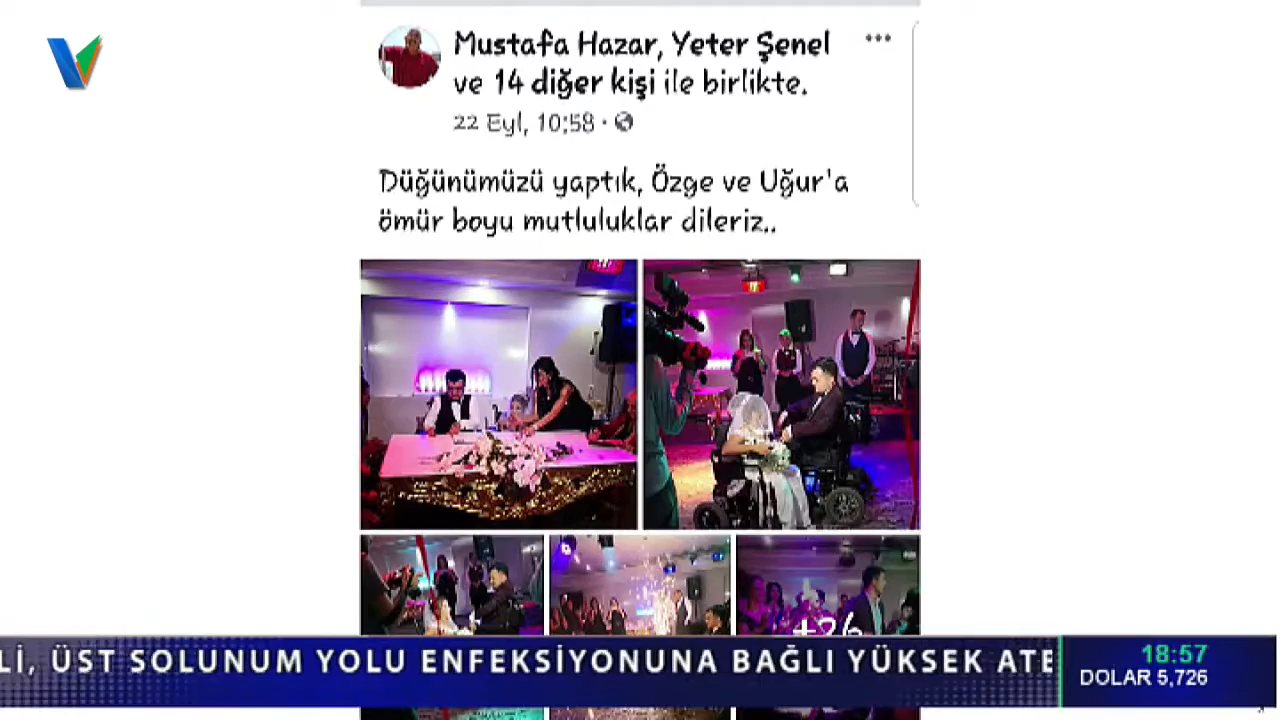 Mustafa Hazar, Yeter Şenel
ve 14 diğer kişi ile birlikte.
22 Eyl, 10:58 ·
Düğünümüzü yaptık, Özge ve Uğur'a
ömür boyu mutluluklar dileriz..
+26
Lİ, ÜST SOLUNUM YOLU ENFEKSİYONUNA BAĞLI YÜKSEK ATE
18:57
DOLAR 5,726